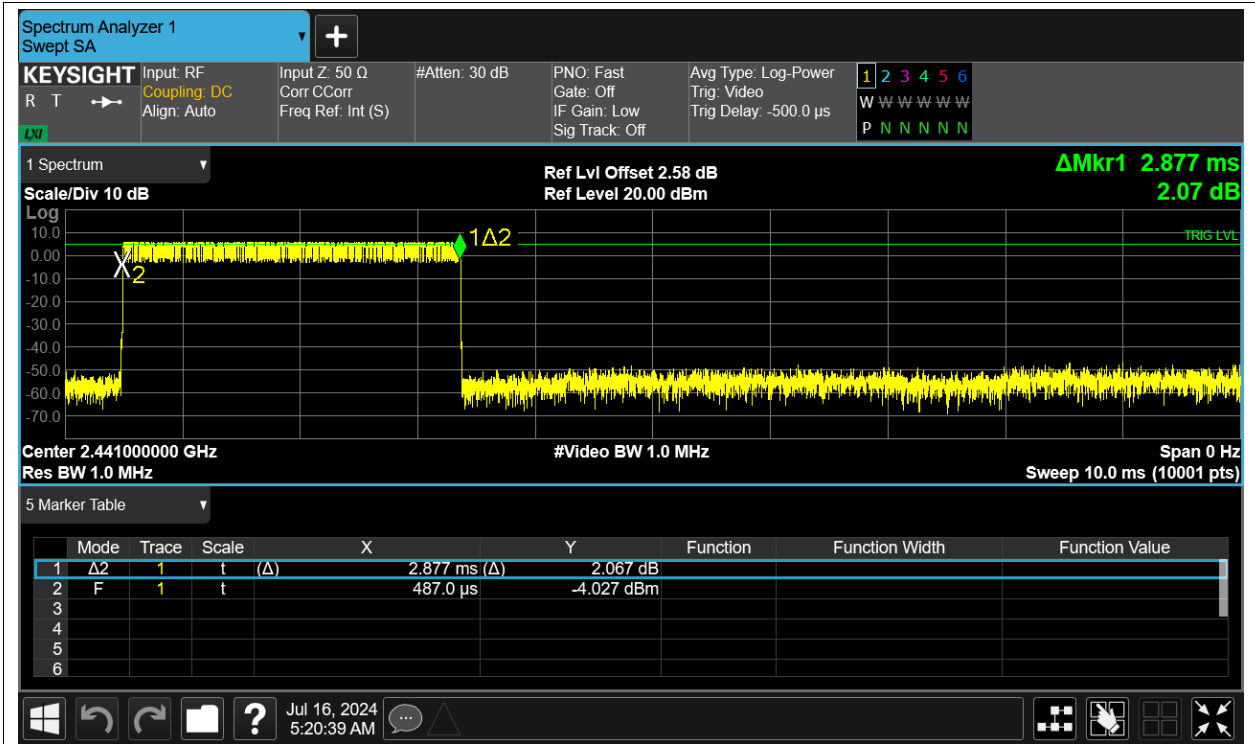 Spectrum Analyzer 1
Swept SA
KEYSIGHT Input: RF Input Z: 50 Ω #Atten: 30 dB PNO: Fast Avg Type: Log-Power 1 2 3 4 5 6
R T Coupling: DC Corr CCorr Gate: Off Trig: Video W W W W W W
Align: Auto Freq Ref: Int (S) IF Gain: Low Trig Delay: -500.0 µs
LXI Sig Track: Off P N N N N N
1 Spectrum Ref Lvl Offset 2.58 dB ΔMkr1 2.877 ms
Scale/Div 10 dB Ref Level 20.00 dBm 2.07 dB
Log
10.0 1Δ2 TRIG LVL
0.00
-10.0 2
-20.0
-30.0
-40.0
-50.0
-60.0
-70.0
Center 2.441000000 GHz #Video BW 1.0 MHz Span 0 Hz
Res BW 1.0 MHz Sweep 10.0 ms (10001 pts)
5 Marker Table
Mode Trace Scale X Y Function Function Width Function Value
1 Δ2 1 t (Δ) 2.877 ms (Δ) 2.067 dB
2 F 1 t 487.0 µs -4.027 dBm
3
4
5
6
? Jul 16, 2024
5:20:39 AM